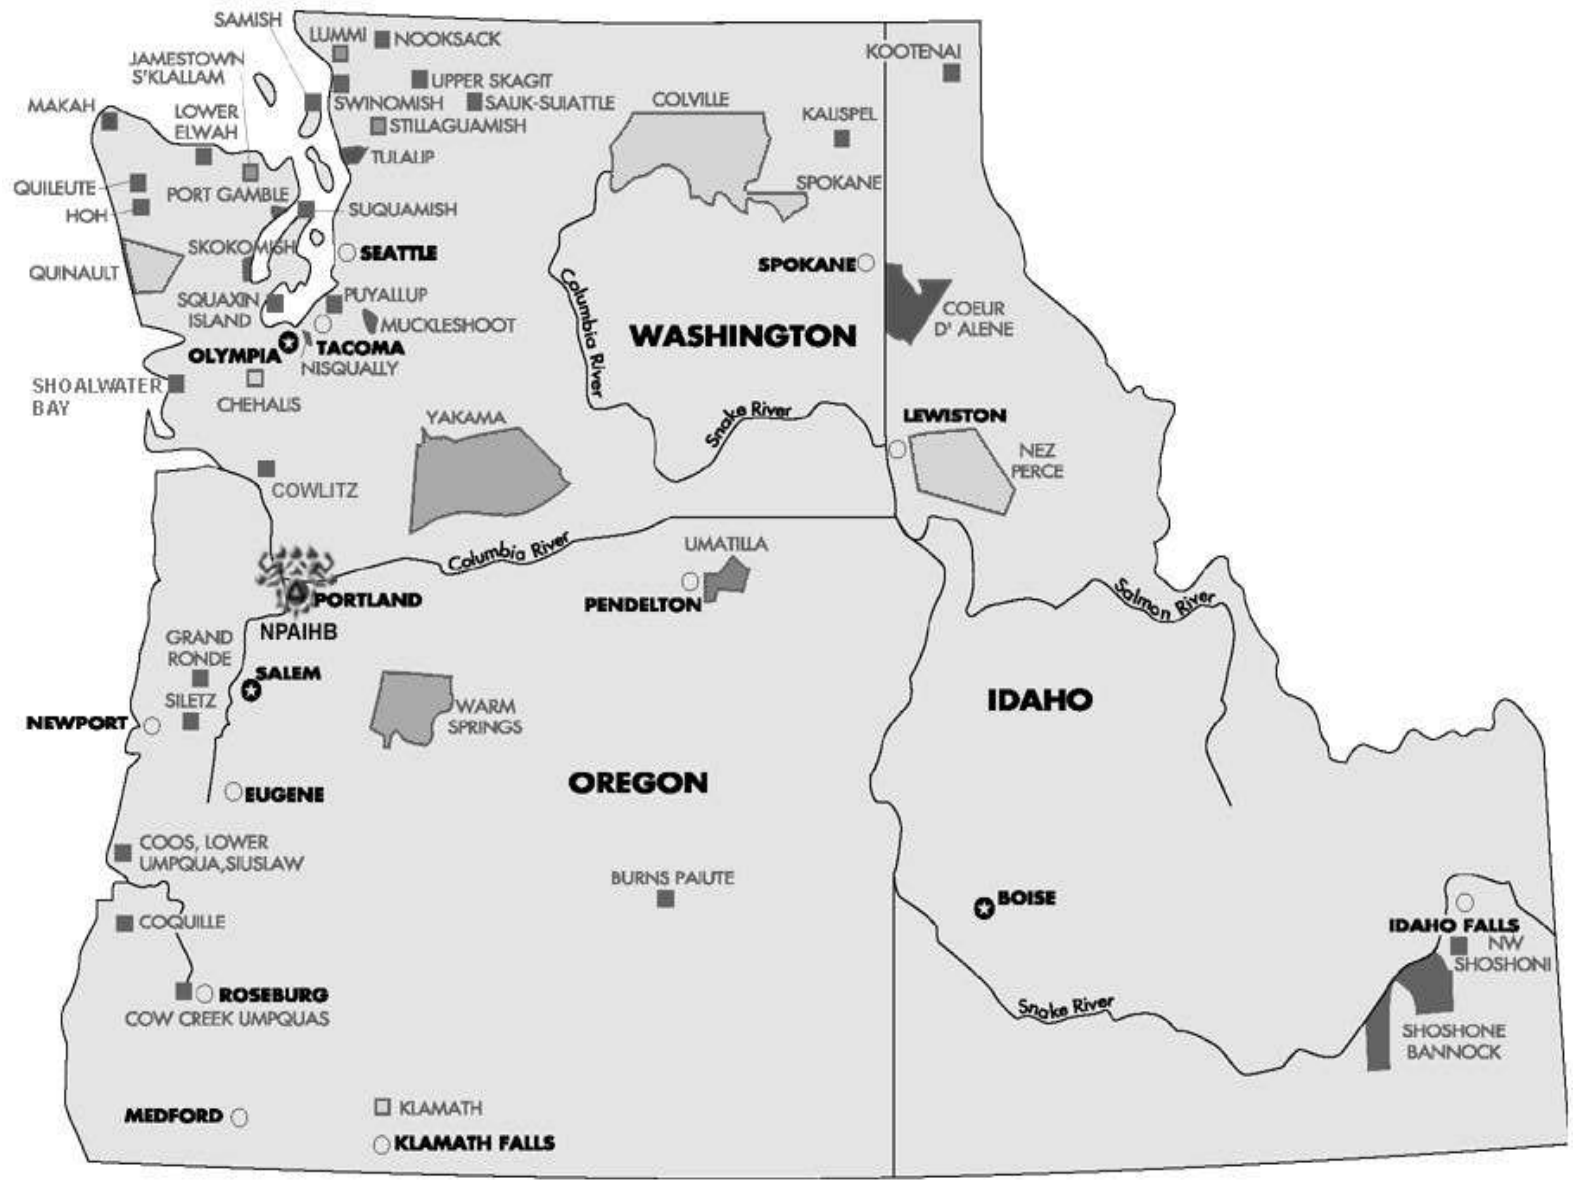 SAMISH
LUMMI
NOOKSACK
KOOTENAI
JAMESTOWN
S'KLALLAM
UPPER SKAGIT
MAKAH
LOWER
ELWAH
SWINOMISH
SAUK-SUIATTLE
COLVILLE
KALISPEL
STILLAGUAMISH
TULALIP
QUILEUTE
PORT GAMBLE
SPOKANE
HOH
SUQUAMISH
SKOKOMISH
SEATTLE
QUINAULT
SPOKANE
SQUAXIN
ISLAND
PUYALLUP
MUCKLESHOOT
Columbia River
WASHINGTON
COEUR
D' ALENE
OLYMPIA
TACOMA
NISQUALLY
SHOALWATER
BAY
CHEHALIS
YAKAMA
Snake River
LEWISTON
NEZ
PERCE
COWLITZ
Columbia River
UMATILLA
PORTLAND
PENDELTON
Salmon River
NPAIHB
GRAND
RONDE
SALEM
SILETZ
IDAHO
NEWPORT
WARM
SPRINGS
OREGON
EUGENE
COOS, LOWER
UMPQUA,SIUSLAW
BURNS PAIUTE
BOISE
COQUILLE
IDAHO FALLS
NW
SHOSHONI
ROSEBURG
COW CREEK UMPQUAS
Snake River
SHOSHONE
BANNOCK
MEDFORD
KLAMATH
KLAMATH FALLS